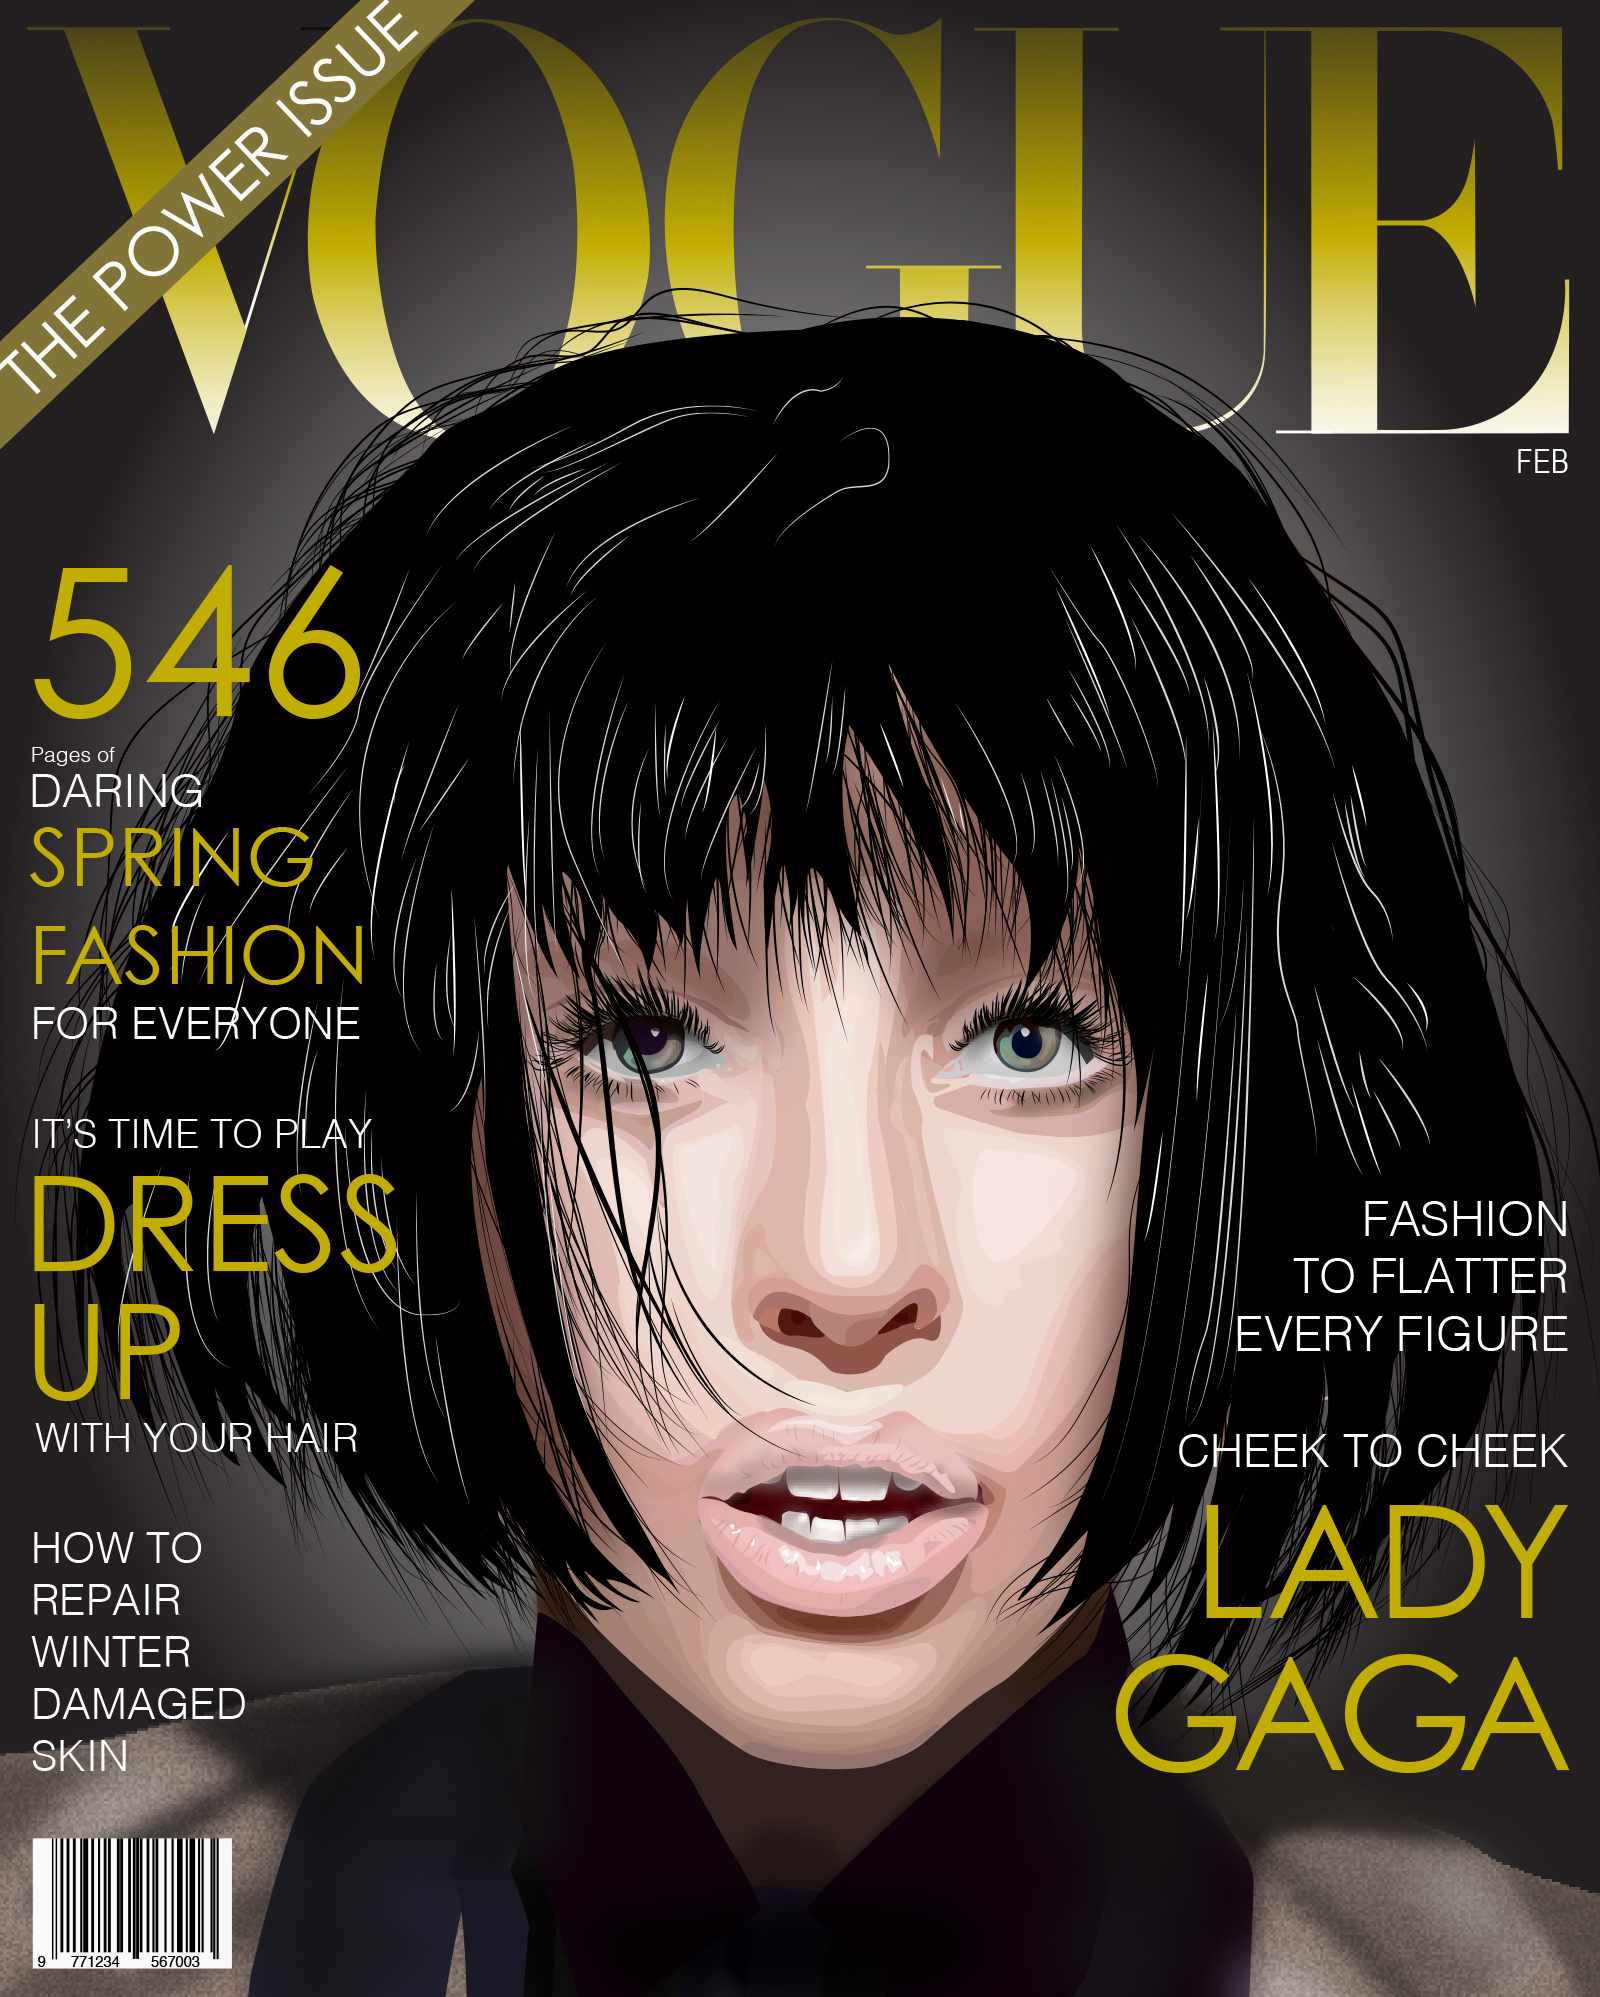 VOGUE
THE POWER ISSUE
FEB
546
Pages of
DARING
SPRING
FASHION
FOR EVERYONE
IT'S TIME TO PLAY
DRESS
UP
WITH YOUR HAIR
HOW TO
REPAIR
WINTER
DAMAGED
SKIN
FASHION
TO FLATTER
EVERY FIGURE
CHEEK TO CHEEK
LADY
GAGA
9 771234 567003